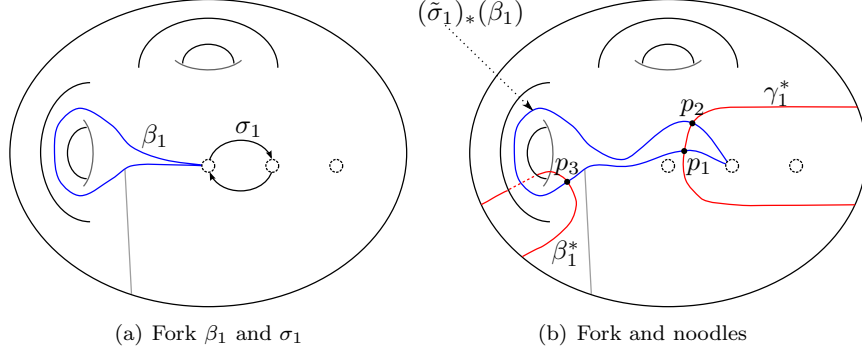 (σ̃₁)₊(β₁)
β₁
σ₁
p₂
γ₁*
p₃
p₁
β₁*
(a) Fork β₁ and σ₁
(b) Fork and noodles